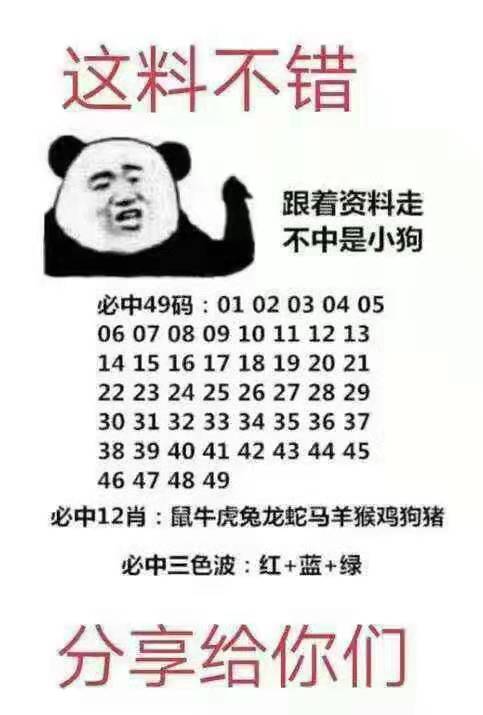 这料不错
跟着资料走
不中是小狗
必中49码：01 02 03 04 05
06 07 08 09 10 11 12 13
14 15 16 17 18 19 20 21
22 23 24 25 26 27 28 29
30 31 32 33 34 35 36 37
38 39 40 41 42 43 44 45
46 47 48 49
必中12肖：鼠牛虎兔龙蛇马羊猴鸡狗猪
必中三色波：红+蓝+绿
分享给你们